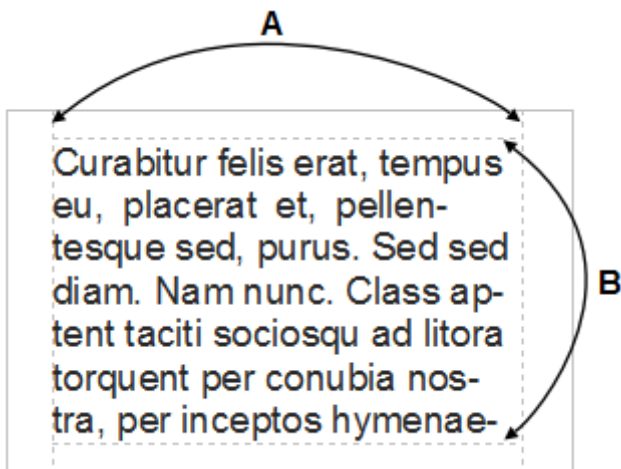 A
Curabitur felis erat, tempus
eu, placerat et, pellen-
tesque sed, purus. Sed sed
diam. Nam nunc. Class ap-
tent taciti sociosqu ad litora
torquent per conubia nos-
tra, per inceptos hymenae-
B